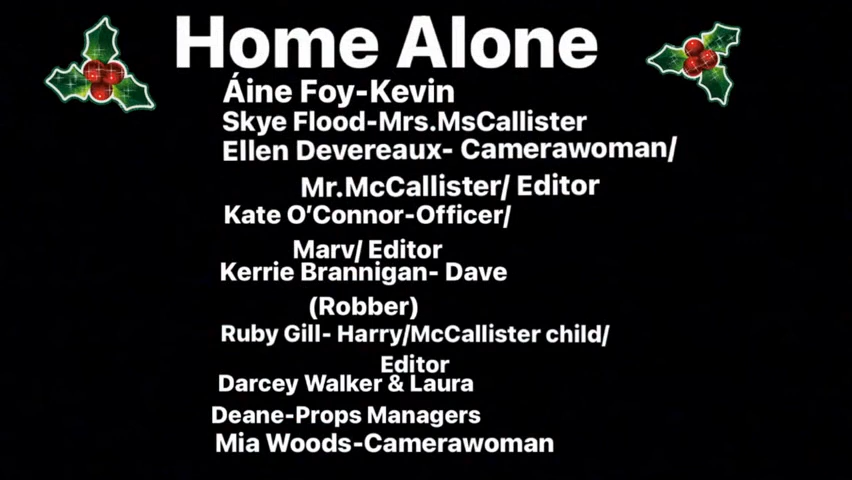 Home Alone
Áine Foy-Kevin
Skye Flood-Mrs.MsCallister
Ellen Devereaux- Camerawoman/
Mr.McCallister/ Editor
Kate O’Connor-Officer/
Marv/ Editor
Kerrie Brannigan- Dave
(Robber)
Ruby Gill- Harry/McCallister child/
Editor
Darcey Walker & Laura
Deane-Props Managers
Mia Woods-Camerawoman